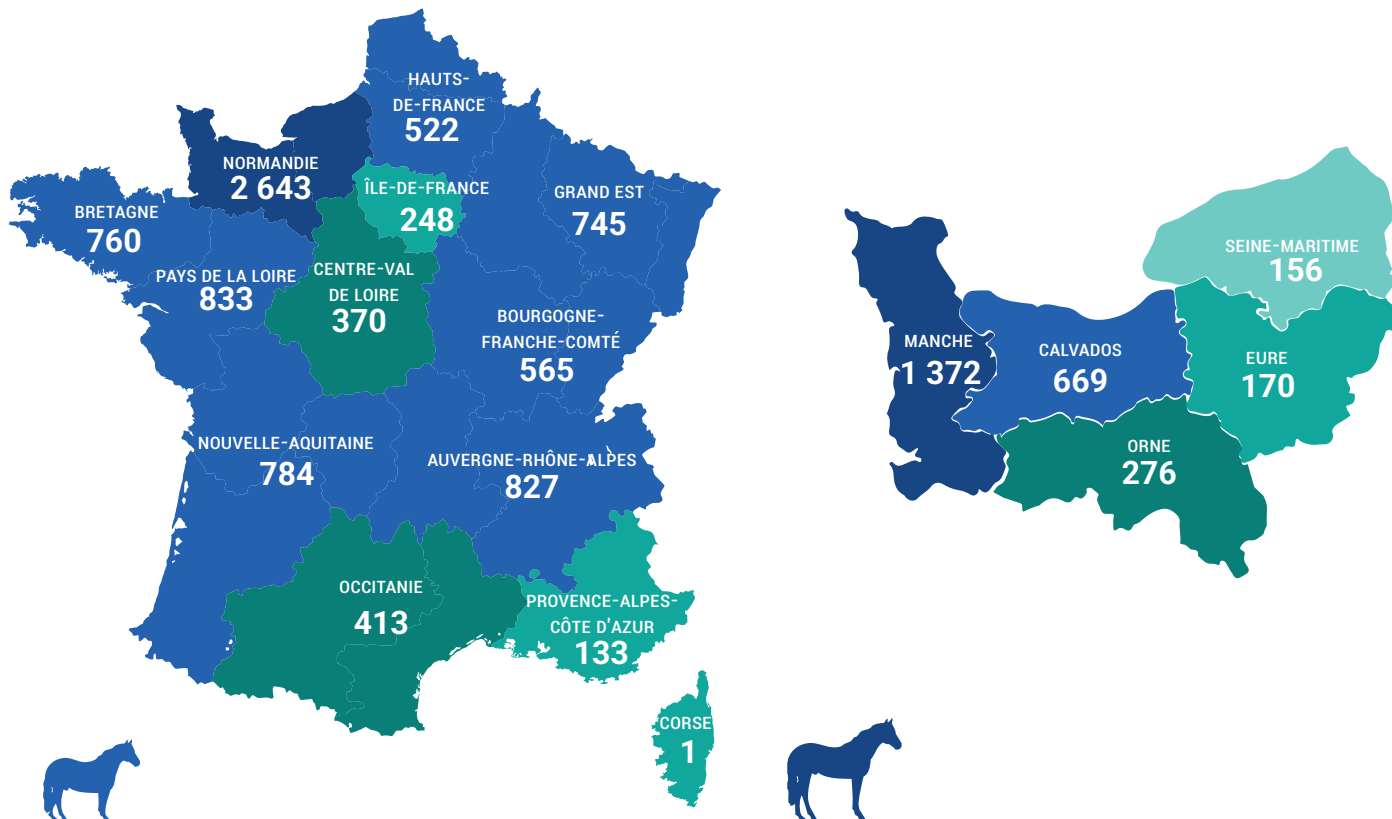 HAUTS-
DE-FRANCE
522
NORMANDIE
2 643
ÎLE-DE-FRANCE
248
GRAND EST
745
BRETAGNE
760
PAYS DE LA LOIRE
833
CENTRE-VAL
DE LOIRE
370
BOURGOGNE-
FRANCHE-COMTÉ
565
NOUVELLE-AQUITAINE
784
AUVERGNE-RHÔNE-ALPES
827
OCCITANIE
413
PROVENCE-ALPES-
CÔTE D'AZUR
133
CORSE
1
SEINE-MARITIME
156
MANCHE
1 372
CALVADOS
669
EURE
170
ORNE
276